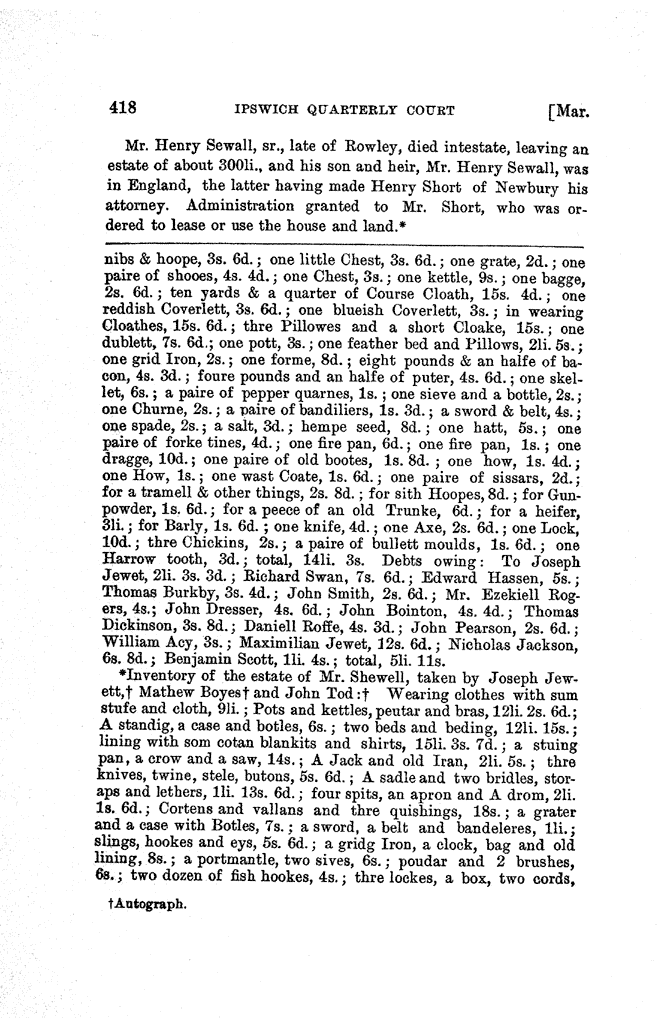 418 IPSWICH QUARTERLY COURT [Mar.
Mr. Henry Sewall, sr., late of Rowley, died intestate, leaving an
estate of about 300li., and his son and heir, Mr. Henry Sewall, was
in England, the latter having made Henry Short of Newbury his
attorney. Administration granted to Mr. Short, who was or-
dered to lease or use the house and land.*
nibs & hoope, 3s. 6d.; one little Chest, 3s. 6d.; one grate, 2d.; one
paire of shooes, 4s. 4d.; one Chest, 3s.; one kettle, 9s.; one bagge,
2s. 6d.; ten yards & a quarter of Course Cloath, 15s. 4d.; one
reddish Coverlett, 3s. 6d.; one blueish Coverlett, 3s.; in wearing
Cloathes, 15s. 6d.; thre Pillowes and a short Cloake, 15s.; one
dublett, 7s. 6d.; one pott, 3s.; one feather bed and Pillows, 2li. 5s.;
one grid Iron, 2s.; one forme, 8d.; eight pounds & an halfe of ba-
con, 4s. 3d.; foure pounds and an halfe of puter, 4s. 6d.; one skel-
let, 6s.; a paire of pepper quarnes, 1s.; one sieve and a bottle, 2s.;
one Churne, 2s.; a paire of bandiliers, 1s. 3d.; a sword & belt, 4s.;
one spade, 2s.; a salt, 3d.; hempe seed, 8d.; one hatt, 5s.; one
paire of forke tines, 4d.; one fire pan, 6d.; one fire pan, 1s.; one
dragge, 10d.; one paire of old bootes, 1s. 8d.; one how, 1s. 4d.;
one How, 1s.; one wast Coate, 1s. 6d.; one paire of sissars, 2d.;
for a tramell & other things, 2s. 8d.; for sith Hoopes, 8d.; for Gun-
powder, 1s. 6d.; for a peece of an old Trunke, 6d.; for a heifer,
3li.; for Barly, 1s. 6d.; one knife, 4d.; one Axe, 2s. 6d.; one Lock,
10d.; thre Chickins, 2s.; a paire of bullett moulds, 1s. 6d.; one
Harrow tooth, 3d.; total, 14li. 3s. Debts owing: To Joseph
Jewet, 2li. 3s. 3d.; Richard Swan, 7s. 6d.; Edward Hassen, 5s.;
Thomas Burkby, 3s. 4d.; John Smith, 2s. 6d.; Mr. Ezekiell Rog-
ers, 4s.; John Dresser, 4s. 6d.; John Bointon, 4s. 4d.; Thomas
Dickinson, 3s. 8d.; Daniell Roffe, 4s. 3d.; John Pearson, 2s. 6d.;
William Acy, 3s.; Maximilian Jewet, 12s. 6d.; Nicholas Jackson,
6s. 8d.; Benjamin Scott, 1li. 4s.; total, 5li. 11s.
*Inventory of the estate of Mr. Shewell, taken by Joseph Jew-
ett,† Mathew Boyes† and John Tod:† Wearing clothes with sum
stufe and cloth, 9li.; Pots and kettles, peutar and bras, 12li. 2s. 6d.;
A standig, a case and botles, 6s.; two beds and beding, 12li. 15s.;
lining with som cotan blankits and shirts, 15li. 3s. 7d.; a stuing
pan, a crow and a saw, 14s.; A Jack and old Iran, 2li. 5s.; thre
knives, twine, stele, butons, 5s. 6d.; A sadle and two bridles, stor-
aps and lethers, 1li. 13s. 6d.; four spits, an apron and A drom, 2li.
1s. 6d.; Cortens and vallans and thre quishings, 18s.; a grater
and a case with Botles, 7s.; a sword, a belt and bandeleres, 1li.;
slings, hookes and eys, 5s. 6d.; a gridg Iron, a clock, bag and old
lining, 8s.; a portmantle, two sives, 6s.; poudar and 2 brushes,
6s.; two dozen of fish hookes, 4s.; thre lockes, a box, two cords,
†Autograph.